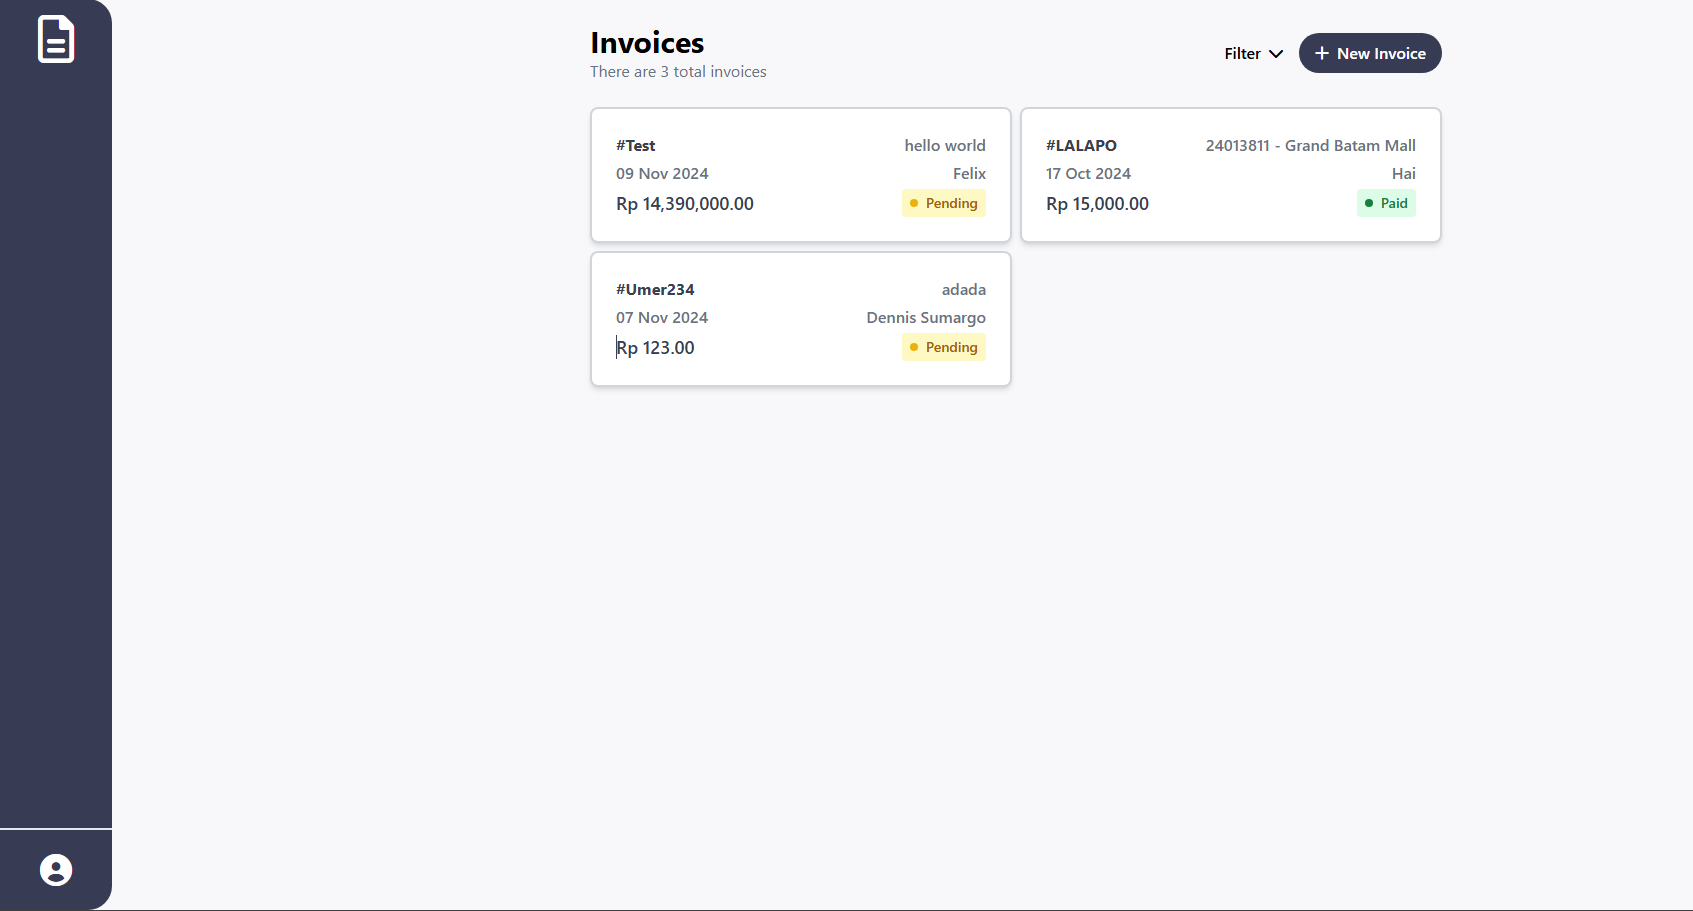 Invoices
There are 3 total invoices
Filter
New Invoice
#Test
hello world
09 Nov 2024
Felix
Rp 14,390,000.00
Pending
#LALAPO
24013811 - Grand Batam Mall
17 Oct 2024
Hai
Rp 15,000.00
Paid
#Umer234
adada
07 Nov 2024
Dennis Sumargo
Rp 123.00
Pending